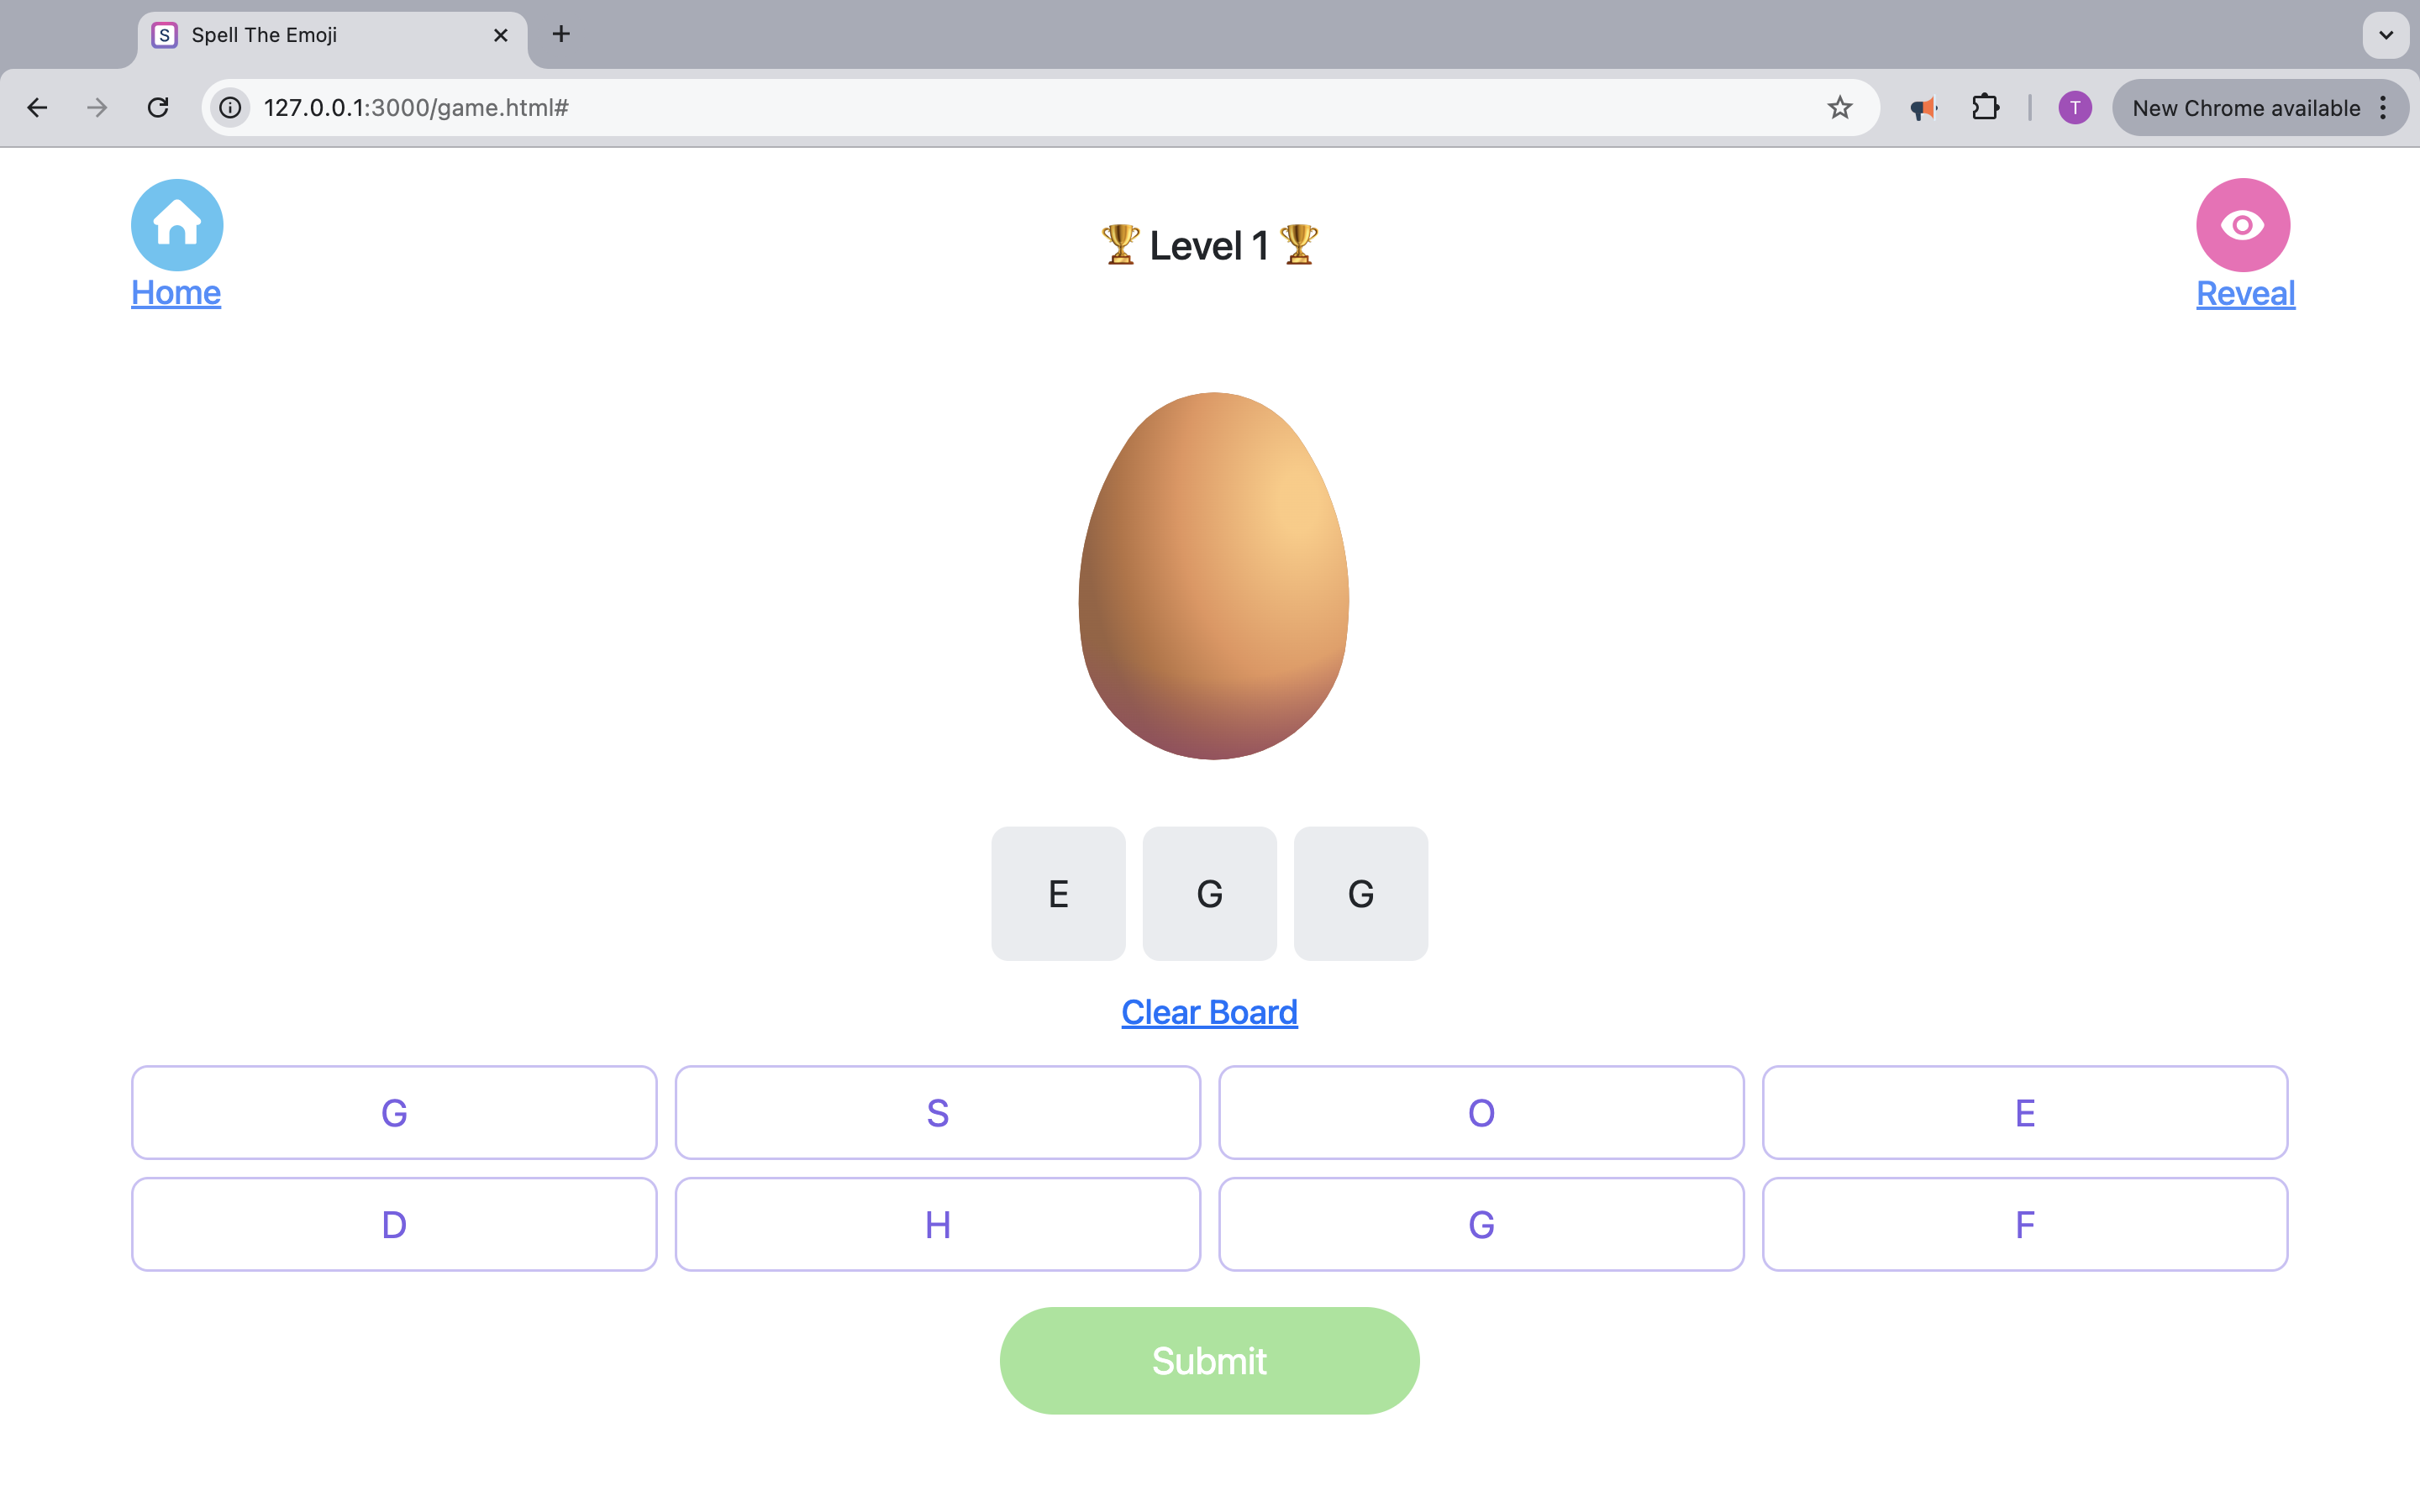 S Spell The Emoji
127.0.0.1:3000/game.html#
T
New Chrome available
Home
🏆 Level 1 🏆
Reveal
E G G
Clear Board
G S O E
D H G F
Submit